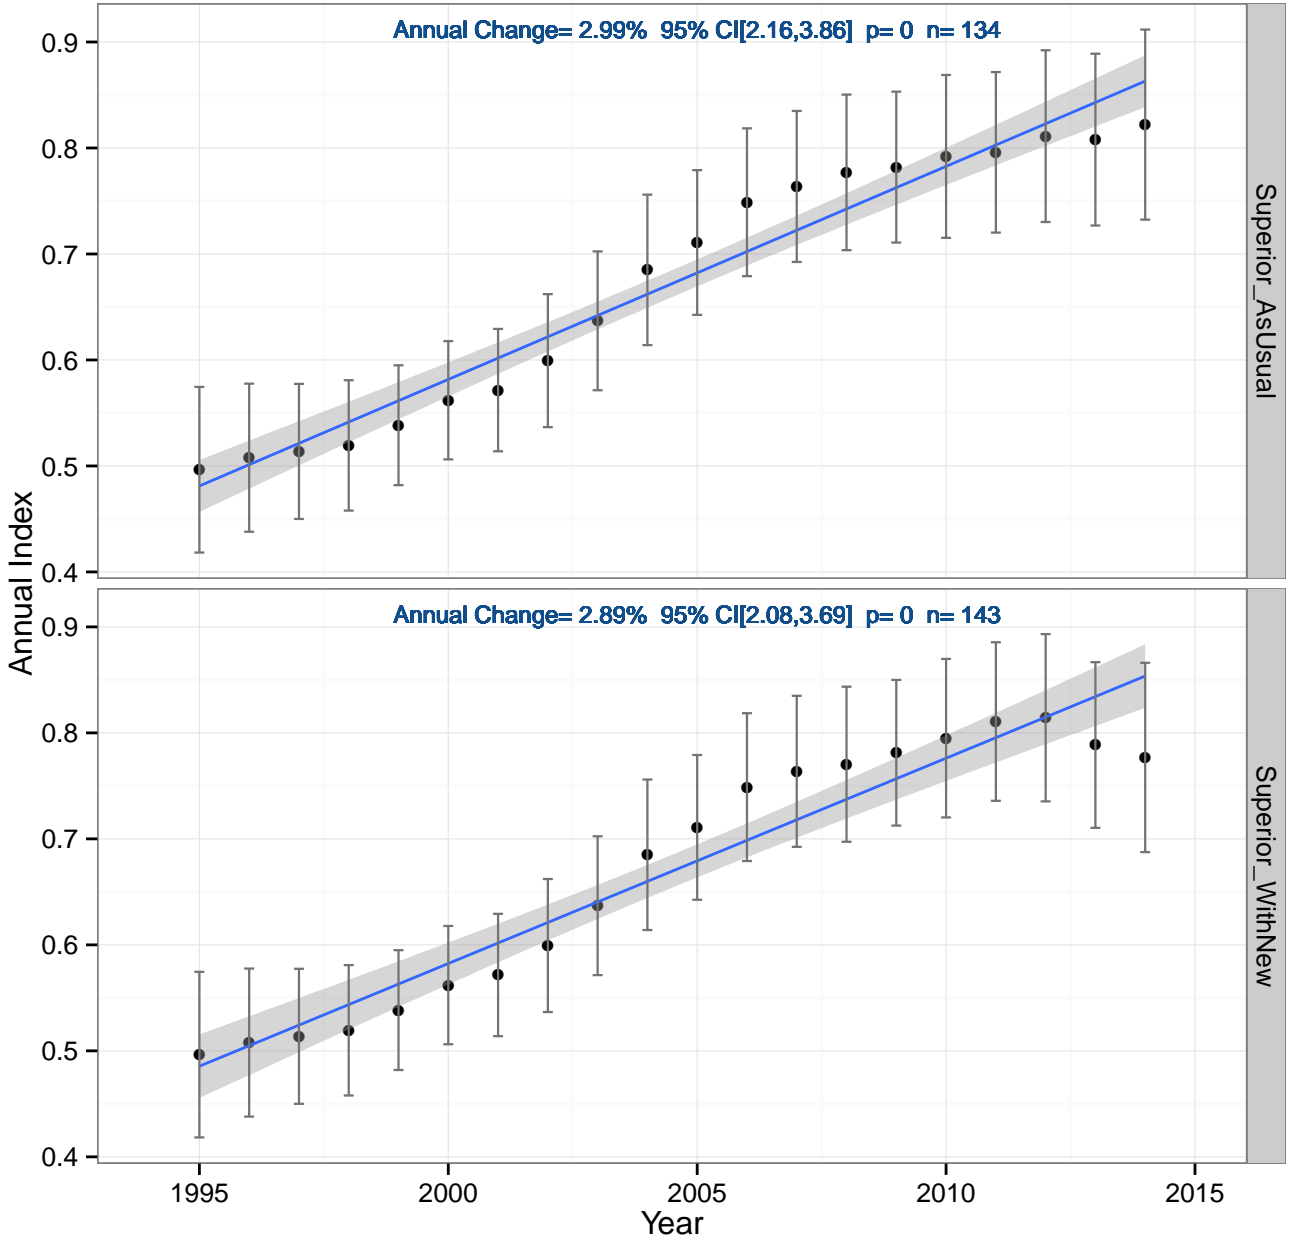 Annual Change= 2.99%  95% CI[2.16,3.86]  p= 0  n= 134
0.9
0.8
0.7
0.6
0.5
0.4
Superior_AsUsual
Annual Index
Annual Change= 2.89%  95% CI[2.08,3.69]  p= 0  n= 143
0.9
0.8
0.7
0.6
0.5
0.4
Superior_WithNew
1995 2000 2005 2010 2015
Year